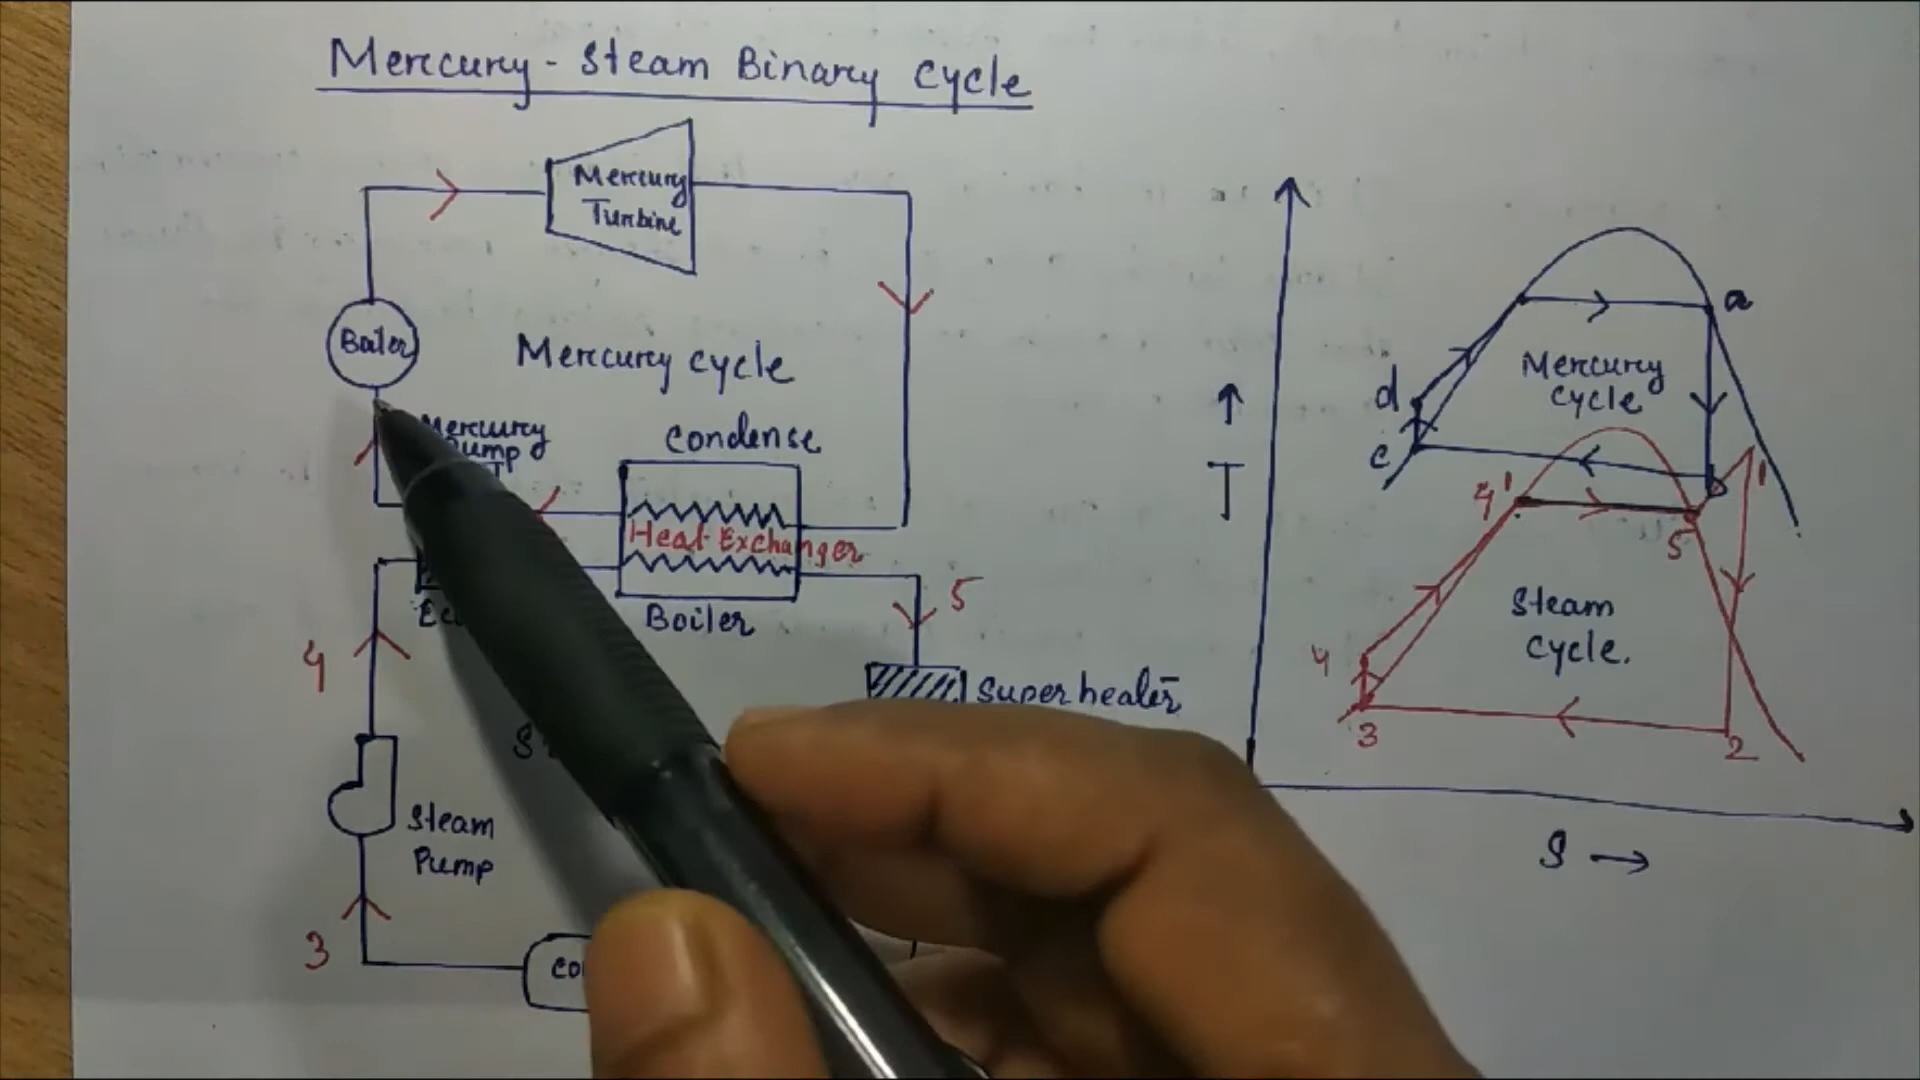 Mercury - Steam Binary Cycle
Mercury
Turbine
Boiler
Mercury cycle
Mercury
Pump
Condense
Heat Exchanger
Boiler
5
Super heater
4
Steam
Pump
3
T
S
a
b
c
d
Mercury
Cycle
1
4'
5
Steam
Cycle.
4
3
2